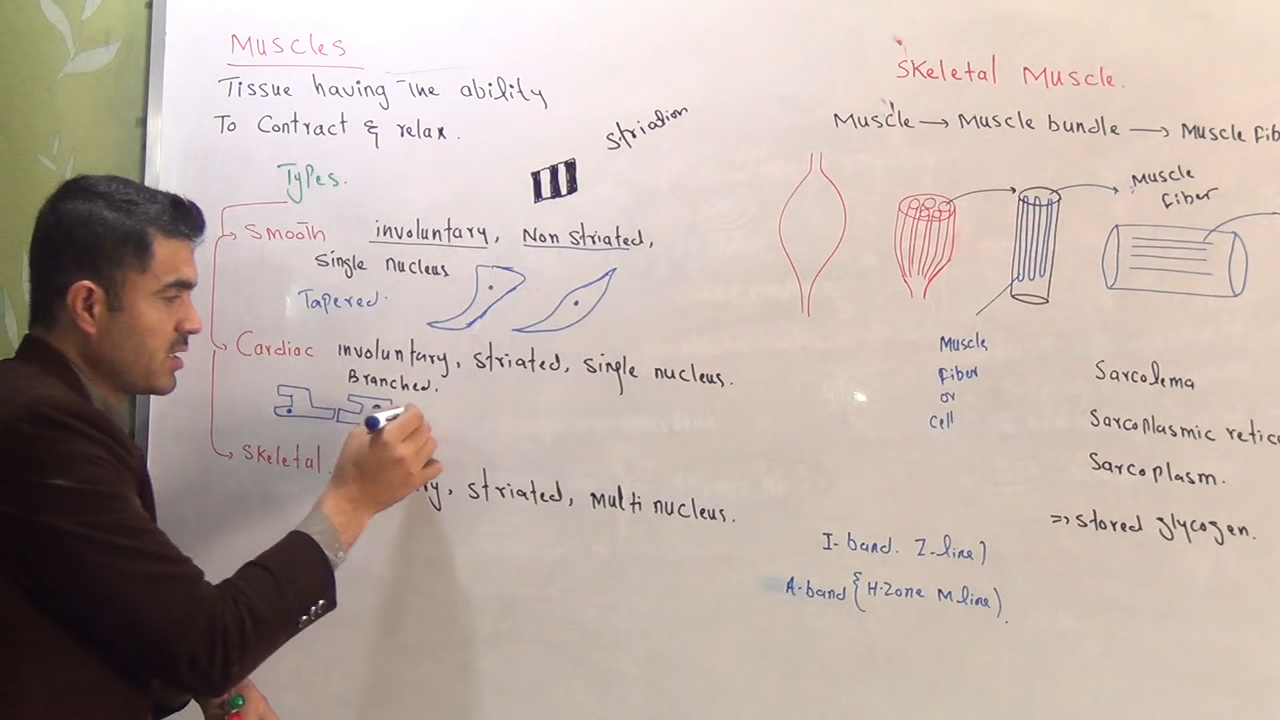 Muscles
Tissue having The ability
To Contract & relax.
striation
Types.
Smooth involuntary, Non Striated,
Single nucleus
Tapered.
Cardiac involuntary, striated, single nucleus.
Branched.
Skeletal
striated, Multi nucleus.
Skeletal Muscle.
Muscle → Muscle bundle → Muscle Fib
Muscle
fiber
Muscle
fiber
or
cell
Sarcolema
Sarcoplasmic retic
Sarcoplasm.
⇒ stored glycogen.
I-band. Z-line)
A-band {H-Zone M line).